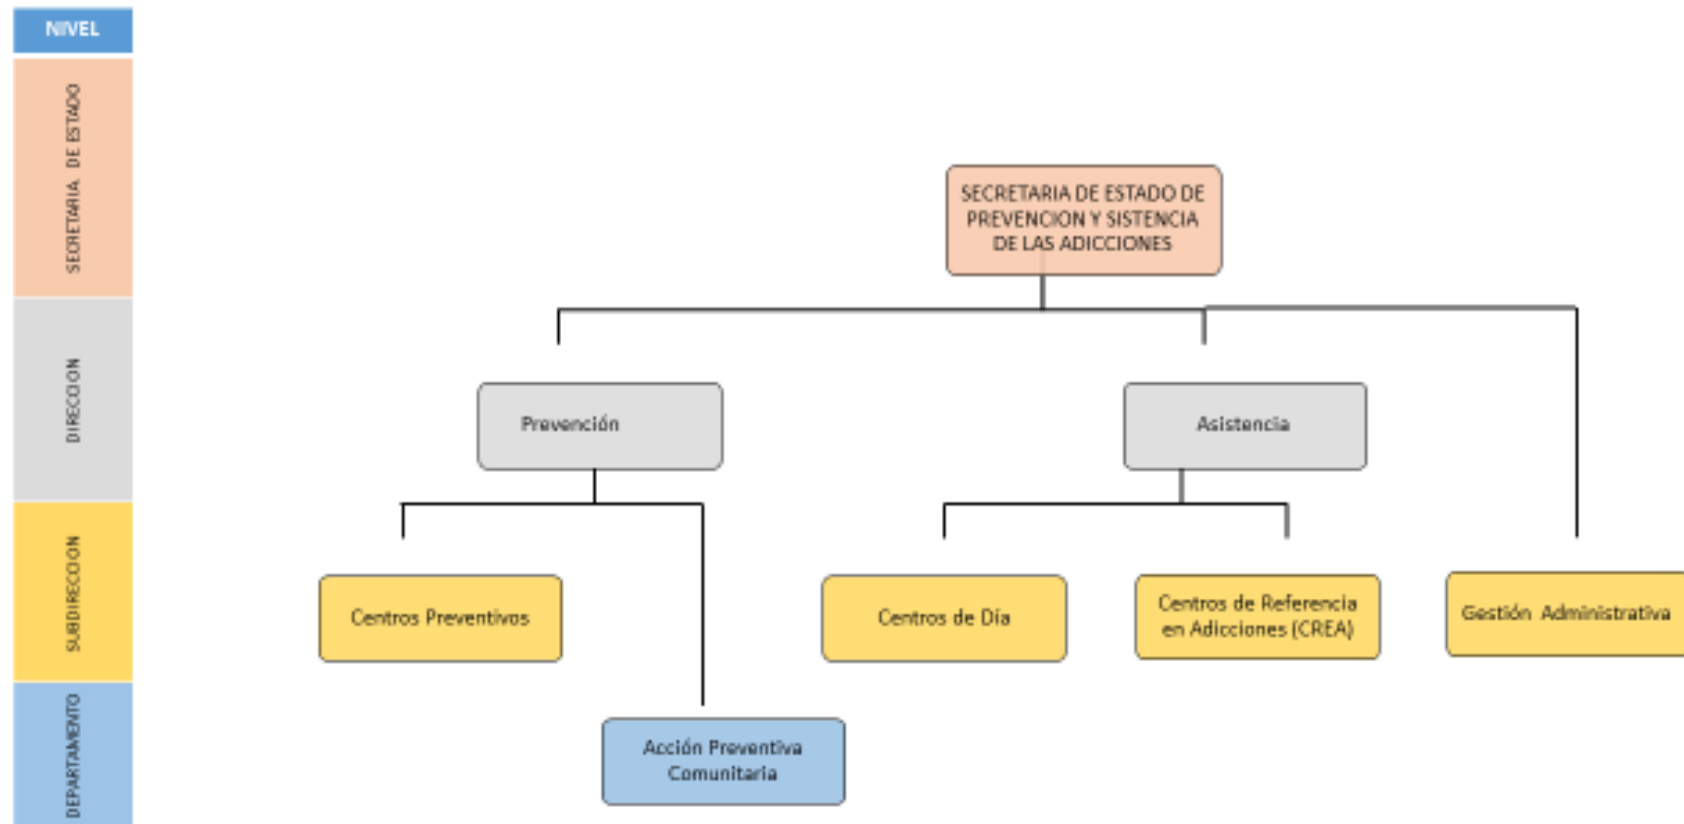 NIVEL
SECRETARIA DE ESTADO
SECRETARIA DE ESTADO DE
PREVENCION Y SISTENCIA
DE LAS ADICCIONES
DIRECCION
Prevención
Asistencia
SUBDIRECCION
Centros Preventivos
Centros de Día
Centros de Referencia
en Adicciones (CREA)
Gestión Administrativa
DEPARTAMENTO
Acción Preventiva
Comunitaria